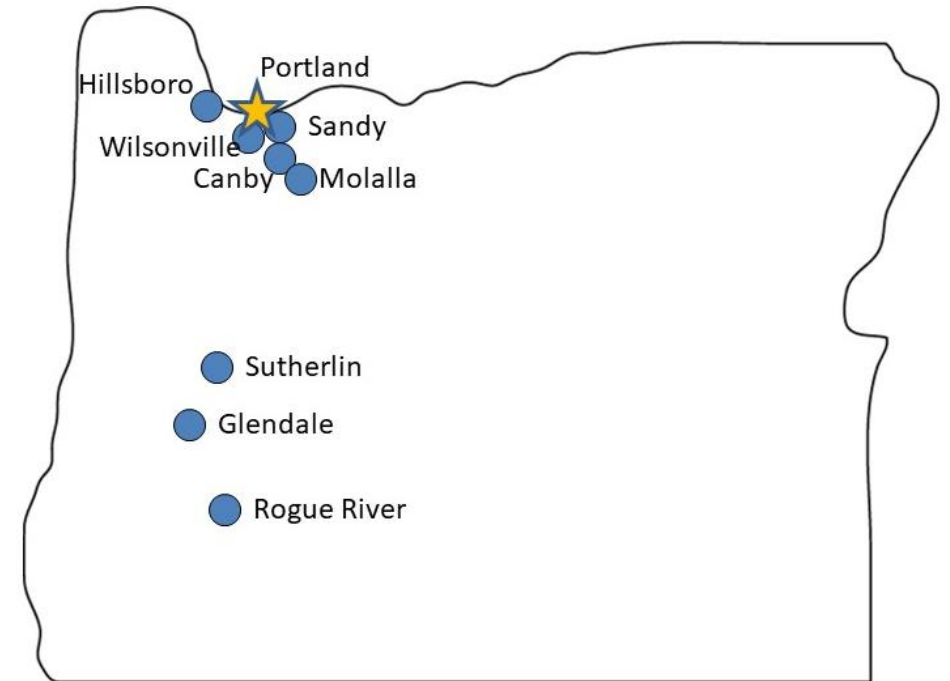 Portland
Hillsboro
Sandy
Wilsonville
Canby
Molalla
Sutherlin
Glendale
Rogue River